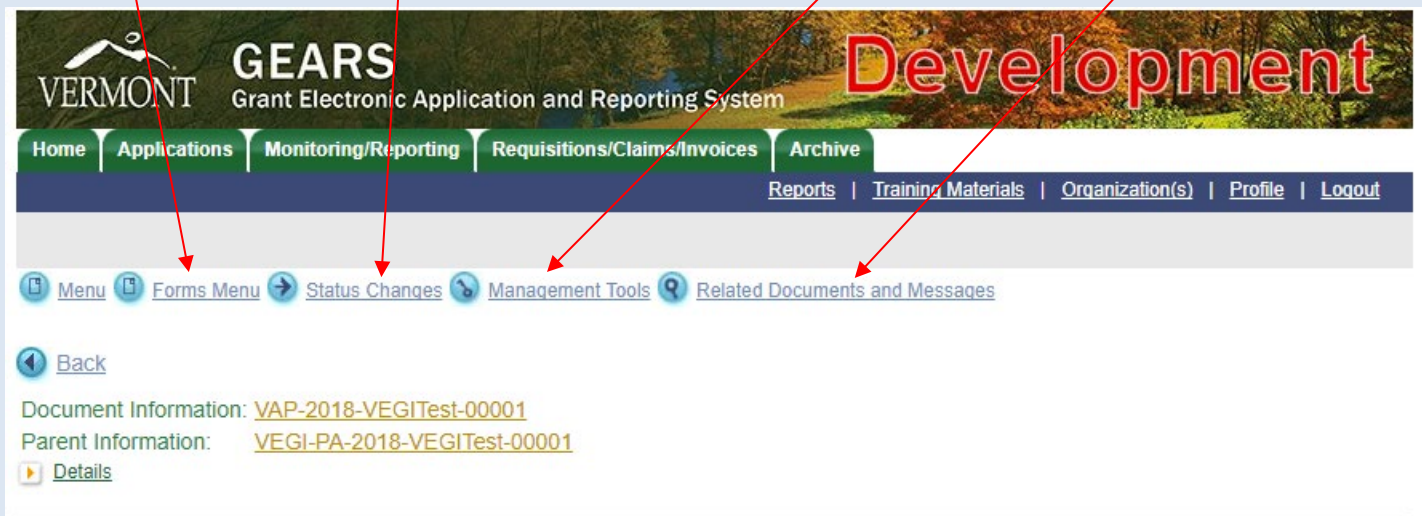 VERMONT
GEARS
Grant Electronic Application and Reporting System
Development
Home Applications Monitoring/Reporting Requisitions/Claims/Invoices Archive
Reports | Training Materials | Organization(s) | Profile | Logout
Menu Forms Menu Status Changes Management Tools Related Documents and Messages
Back
Document Information: VAP-2018-VEGITest-00001
Parent Information: VEGI-PA-2018-VEGITest-00001
Details